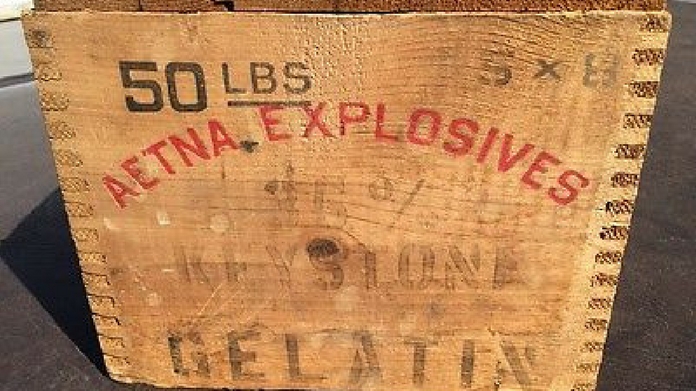 50 LBS
AETNA EXPLOSIVES
KEYSTONE
GELATIN